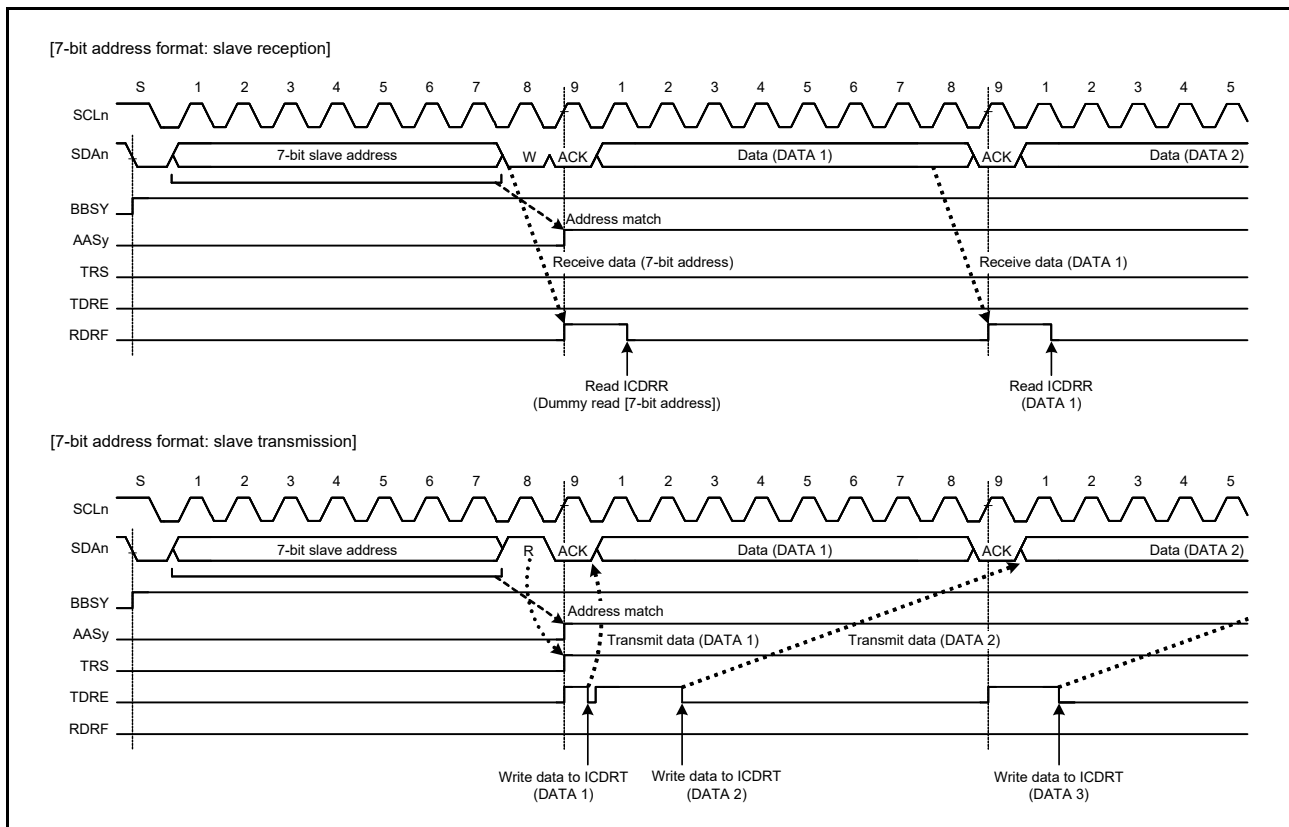 [7-bit address format: slave reception]
S 1 2 3 4 5 6 7 8 9 1 2 3 4 5 6 7 8 9 1 2 3 4 5
SCLn
SDAn 7-bit slave address W ACK Data (DATA 1) ACK Data (DATA 2)
BBSY
Address match
AASy
Receive data (7-bit address) Receive data (DATA 1)
TRS
TDRE
RDRF
Read ICDRR Read ICDRR
(Dummy read [7-bit address]) (DATA 1)
[7-bit address format: slave transmission]
S 1 2 3 4 5 6 7 8 9 1 2 3 4 5 6 7 8 9 1 2 3 4 5
SCLn
SDAn 7-bit slave address R ACK Data (DATA 1) ACK Data (DATA 2)
BBSY
Address match
AASy
Transmit data (DATA 1) Transmit data (DATA 2)
TRS
TDRE
RDRF
Write data to ICDRT Write data to ICDRT Write data to ICDRT
(DATA 1) (DATA 2) (DATA 3)